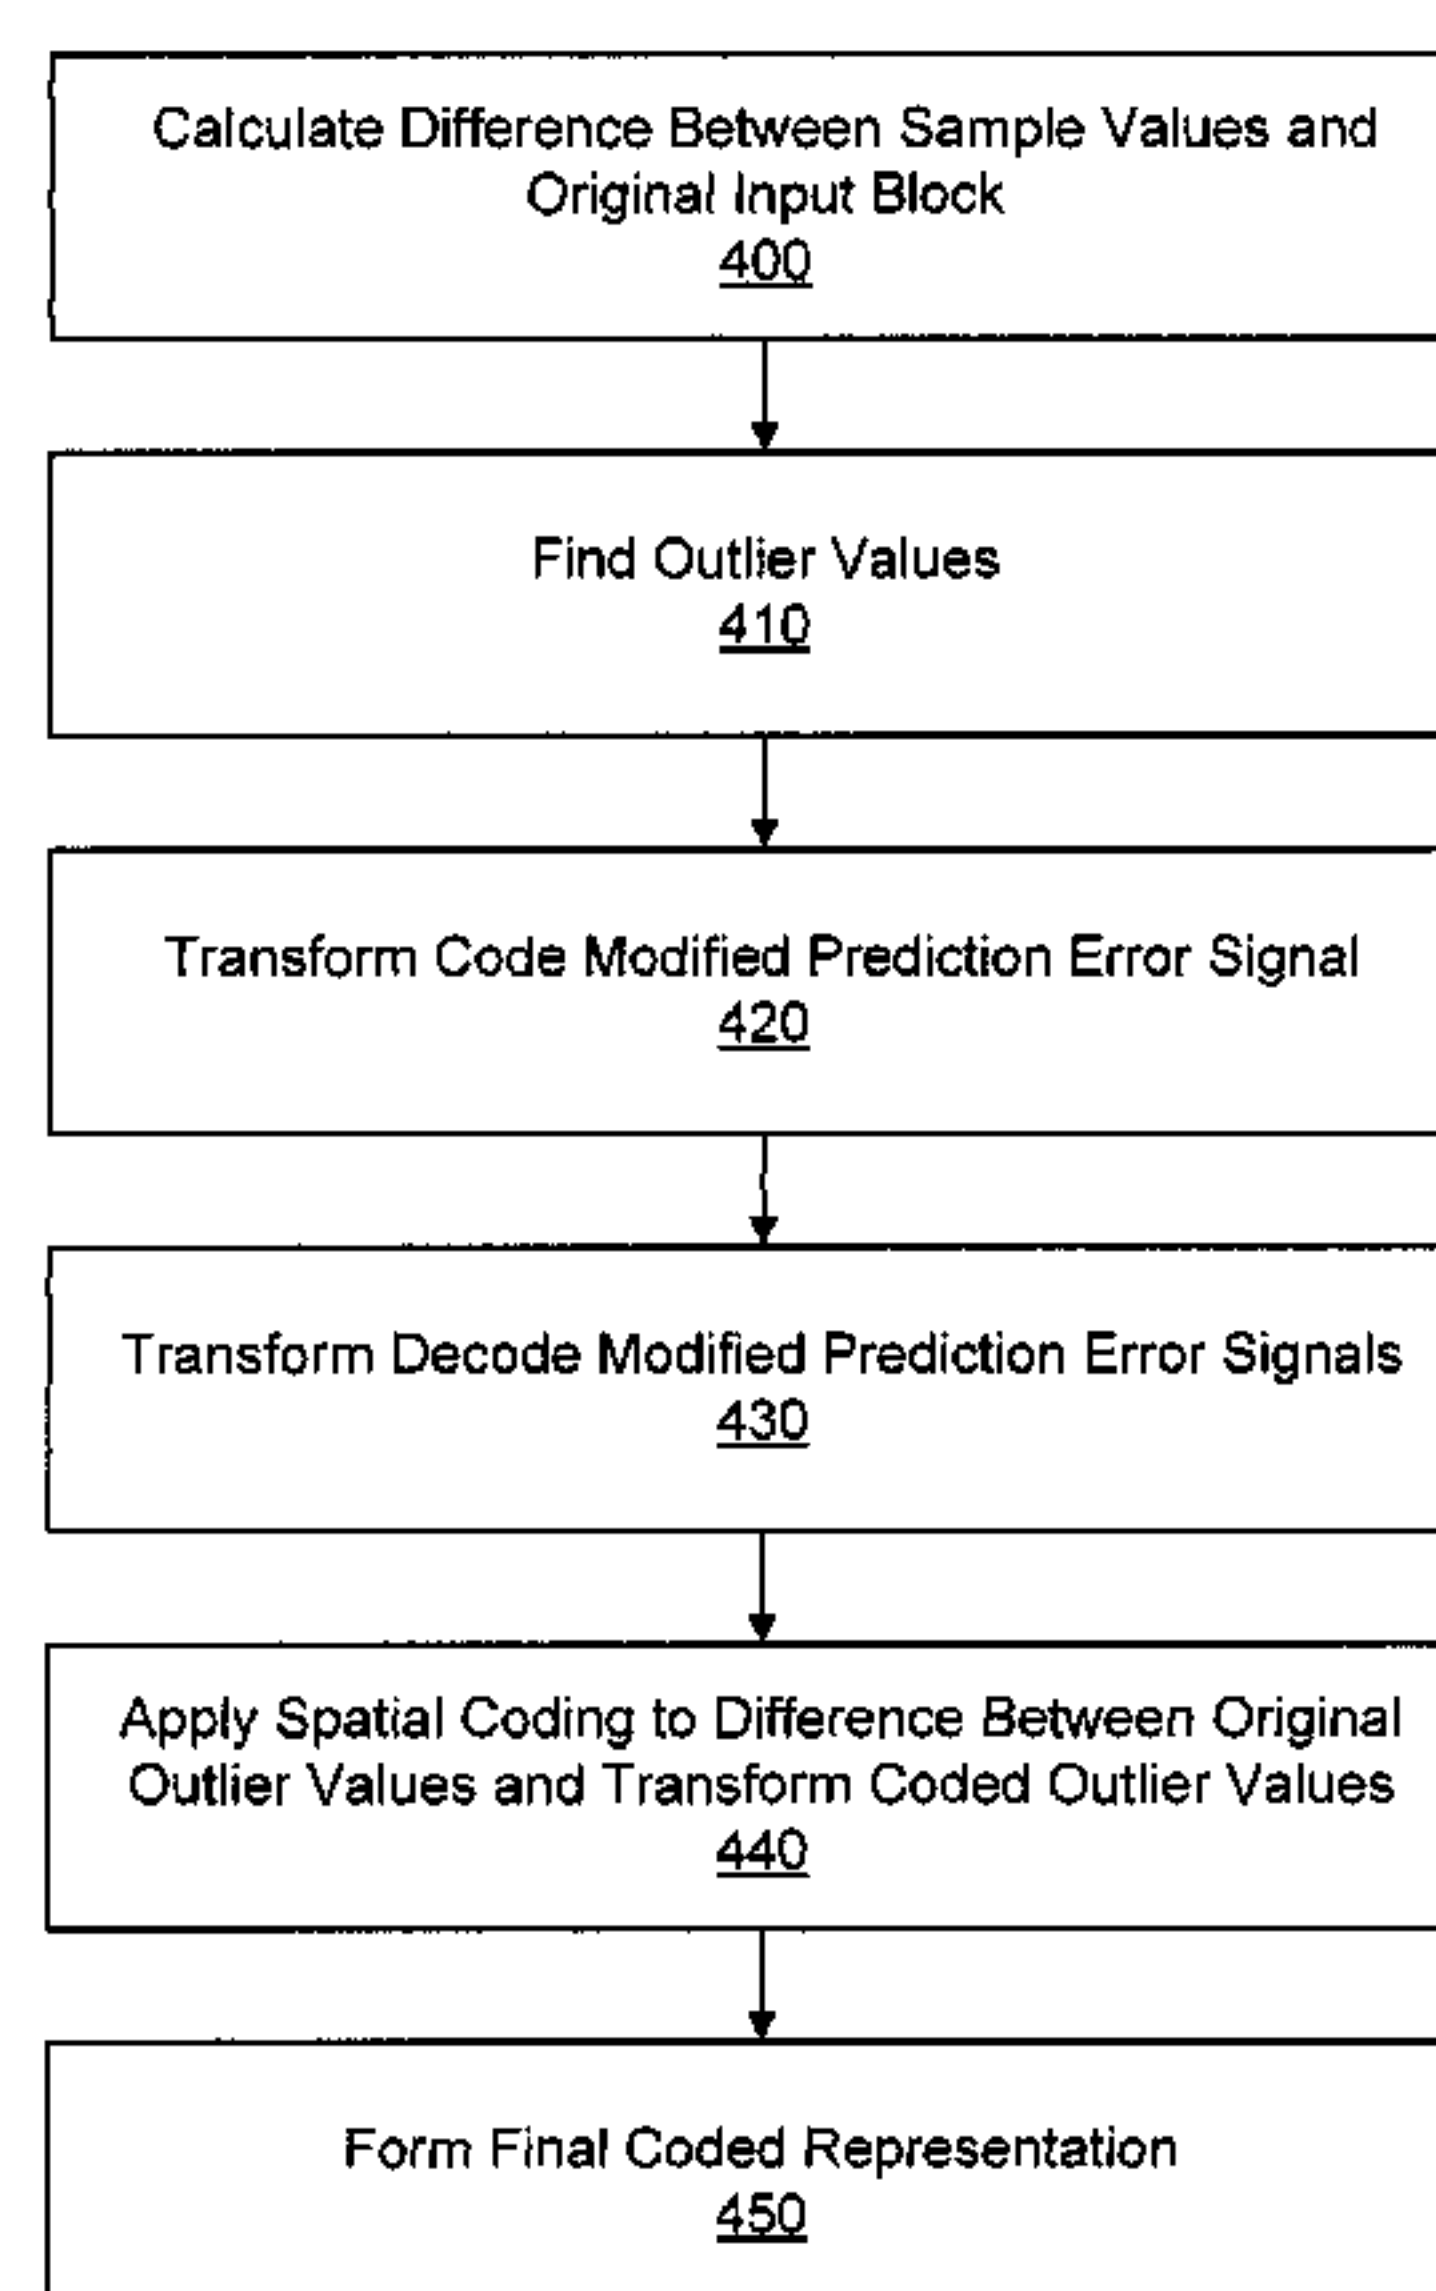 Calculate Difference Between Sample Values and
Original Input Block
400
Find Outlier Values
410
Transform Code Modified Prediction Error Signal
420
Transform Decode Modified Prediction Error Signals
430
Apply Spatial Coding to Difference Between Original
Outlier Values and Transform Coded Outlier Values
440
Form Final Coded Representation
450